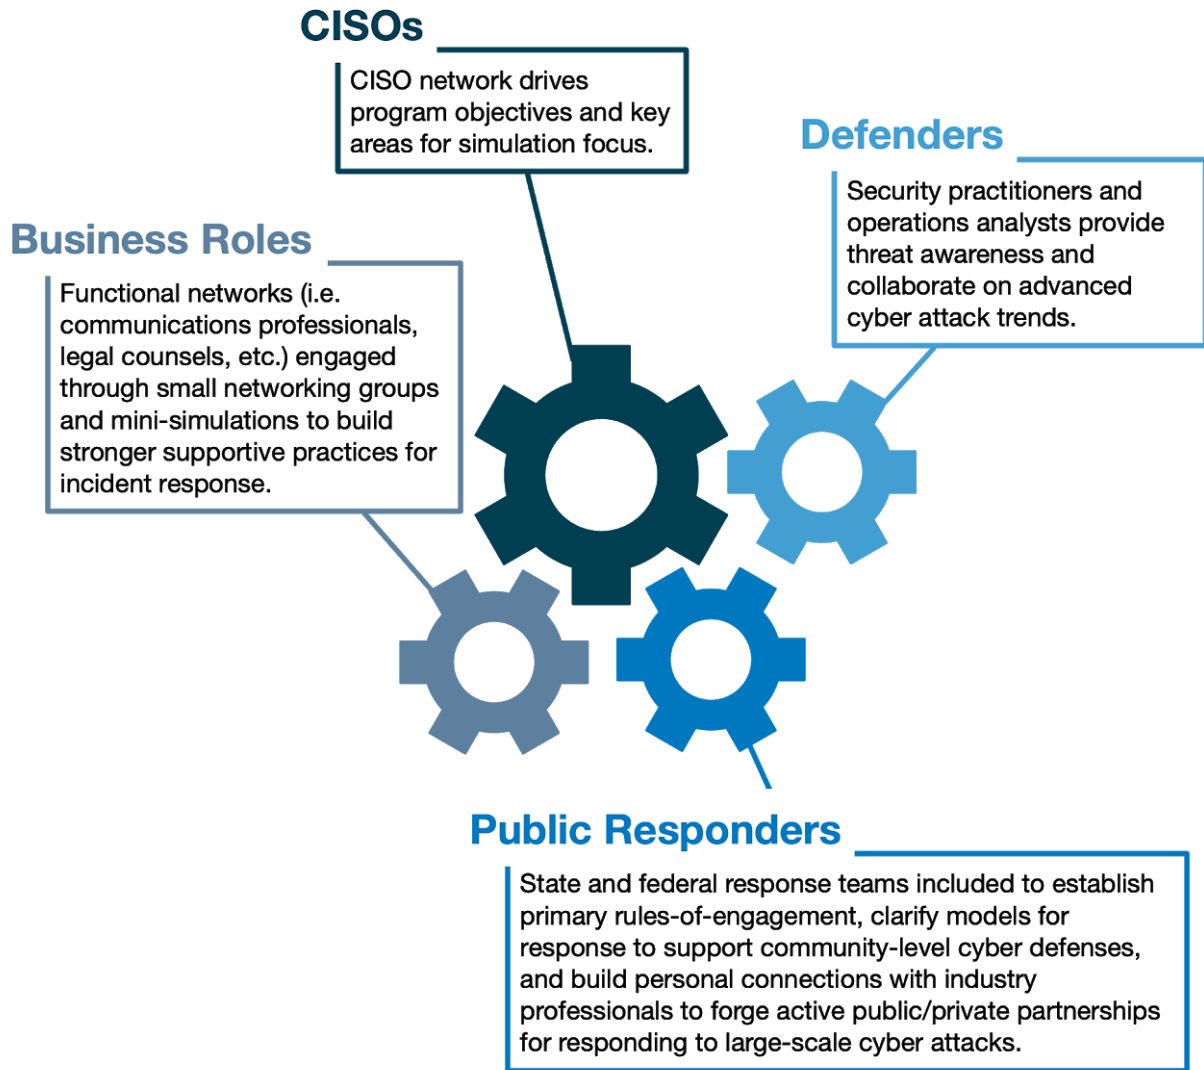 CISOs
CISO network drives
program objectives and key
areas for simulation focus.
Defenders
Security practitioners and
operations analysts provide
threat awareness and
collaborate on advanced
cyber attack trends.
Business Roles
Functional networks (i.e.
communications professionals,
legal counsels, etc.) engaged
through small networking groups
and mini-simulations to build
stronger supportive practices for
incident response.
Public Responders
State and federal response teams included to establish
primary rules-of-engagement, clarify models for
response to support community-level cyber defenses,
and build personal connections with industry
professionals to forge active public/private partnerships
for responding to large-scale cyber attacks.